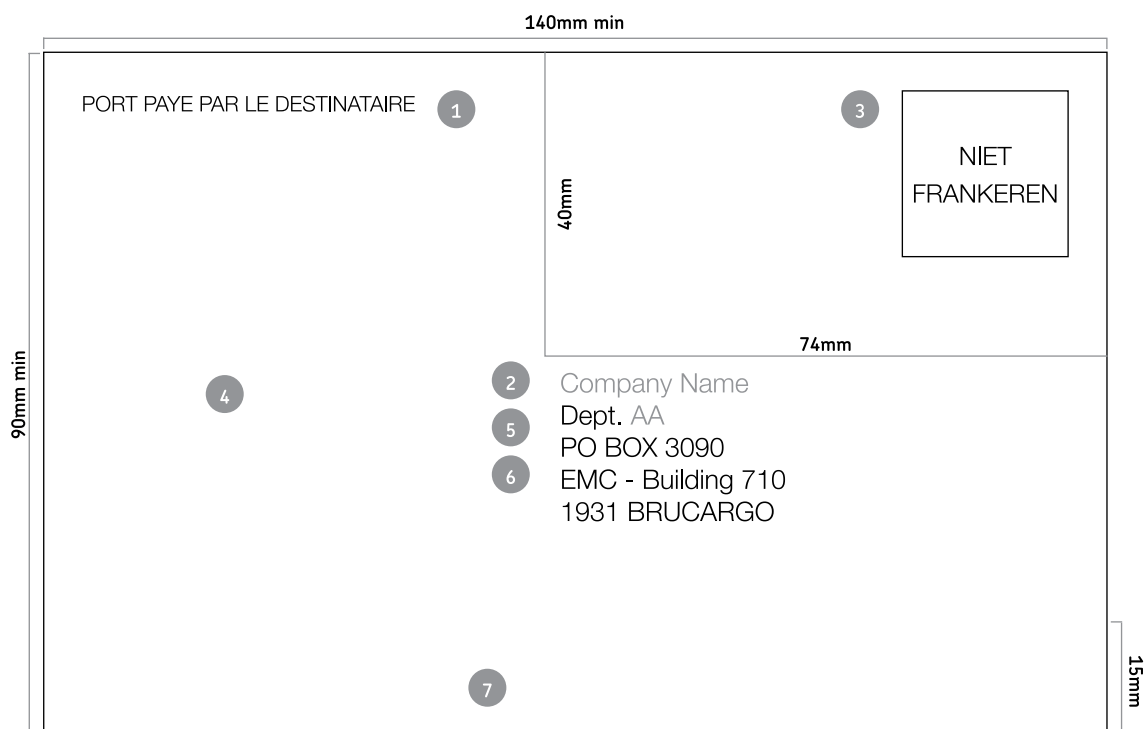 140mm min
PORT PAYE PAR LE DESTINATAIRE
1
3
NIET
FRANKEREN
40mm
74mm
90mm min
4
2
Company Name
5
Dept. AA
PO BOX 3090
6
EMC - Building 710
1931 BRUCARGO
7
15mm